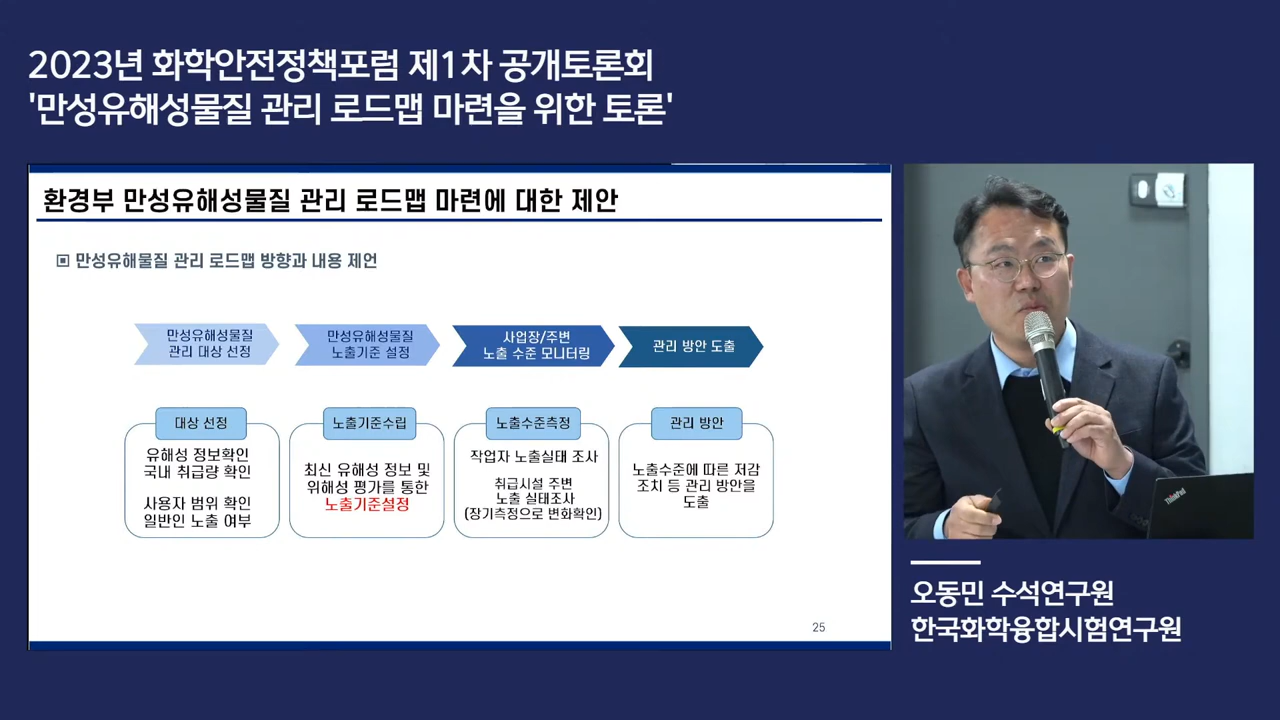 2023년 화학안전정책포럼 제1차 공개토론회
'만성유해성물질 관리 로드맵 마련을 위한 토론'
환경부 만성유해성물질 관리 로드맵 마련에 대한 제안
▣ 만성유해물질 관리 로드맵 방향과 내용 제언
만성유해성물질
관리 대상 선정
만성유해성물질
노출기준 설정
사업장/주변
노출 수준 모니터링
관리 방안 도출
대상 선정
유해성 정보확인
국내 취급량 확인
사용자 범위 확인
일반인 노출 여부
노출기준수립
최신 유해성 정보 및
위해성 평가를 통한
노출기준설정
노출수준측정
작업자 노출실태 조사
취급시설 주변
노출 실태조사
(장기측정으로 변화확인)
관리 방안
노출수준에 따른 저감
조치 등 관리 방안을
도출
25
ThinkPad
오동민 수석연구원
한국화학융합시험연구원